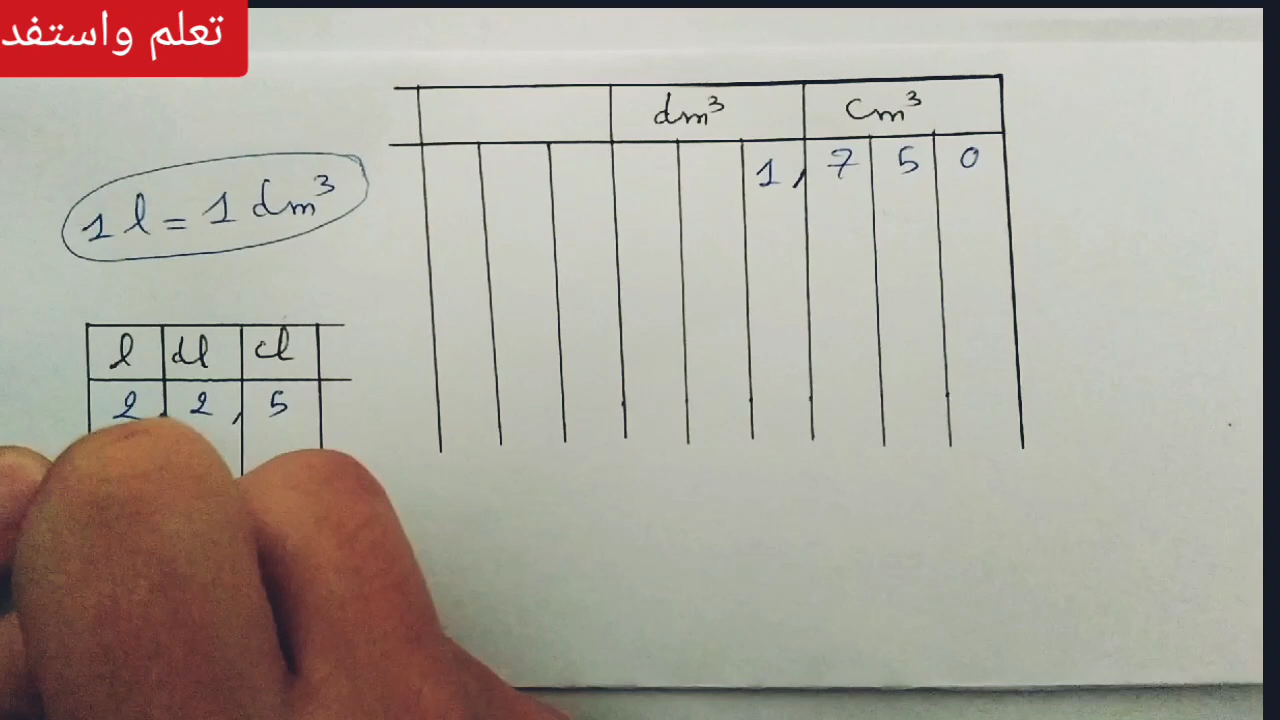 تعلم واستفد
dm³ cm³
1, 7 5 0
1 l = 1 dm³
l dl cl
2, 2, 5